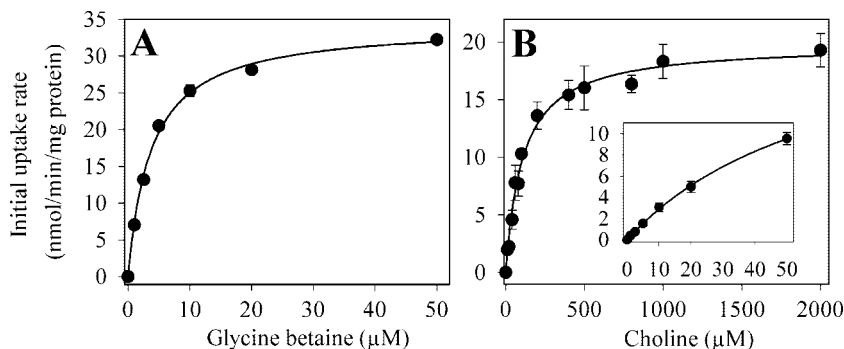 Initial uptake rate
(nmol/min/mg protein)
A
35
30
25
20
15
10
5
0
0 10 20 30 40 50
Glycine betaine (µM)
B
20
15
10
5
0
0 500 1000 1500 2000
Choline (µM)
10
8
6
4
2
0
0 10 20 30 40 50